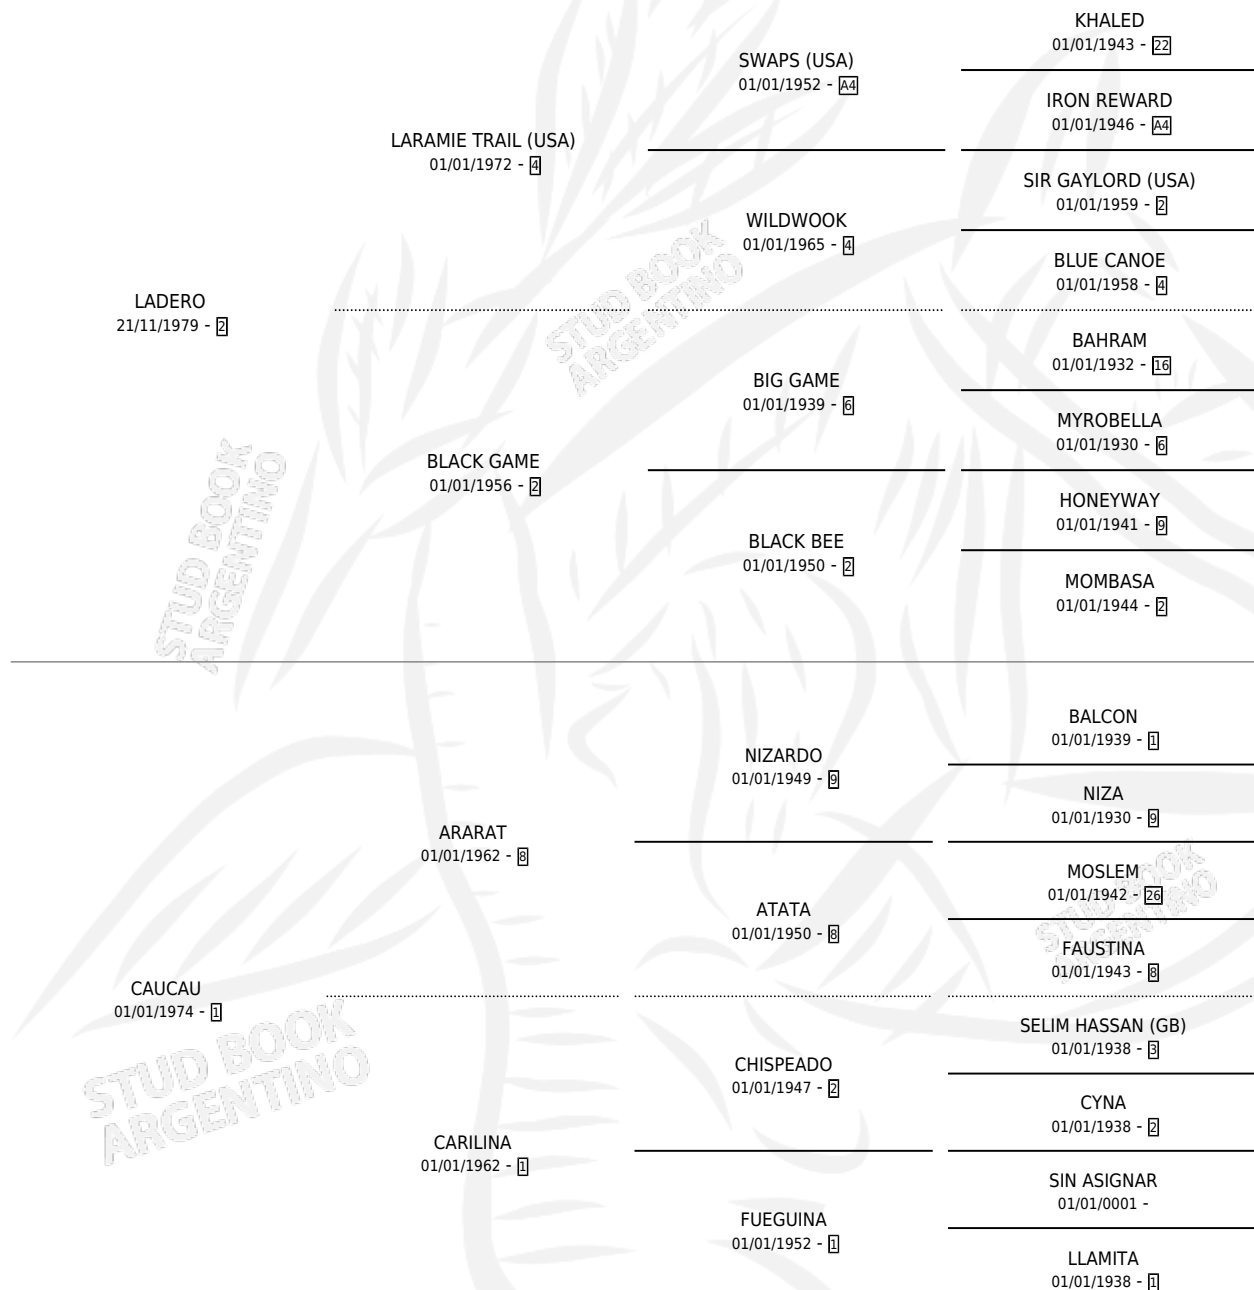 KHALED
01/01/1943 - 22
SWAPS (USA)
01/01/1952 - A4
IRON REWARD
01/01/1946 - A4
LARAMIE TRAIL (USA)
01/01/1972 - 4
SIR GAYLORD (USA)
01/01/1959 - 2
WILDWOOK
01/01/1965 - 4
BLUE CANOE
01/01/1958 - 4
LADERO
21/11/1979 - 2
BAHRAM
01/01/1932 - 16
BIG GAME
01/01/1939 - 6
MYROBELLA
01/01/1930 - 6
BLACK GAME
01/01/1956 - 2
HONEYWAY
01/01/1941 - 9
BLACK BEE
01/01/1950 - 2
MOMBASA
01/01/1944 - 2
STUD BOOK
ARGENTINO
STUD BOOK
ARGENTINO
BALCON
01/01/1939 - 1
NIZARDO
01/01/1949 - 9
NIZA
01/01/1930 - 9
ARARAT
01/01/1962 - 8
MOSLEM
01/01/1942 - 26
ATATA
01/01/1950 - 8
FAUSTINA
01/01/1943 - 8
CAUCAU
01/01/1974 - 1
SELIM HASSAN (GB)
01/01/1938 - 3
CHISPEADO
01/01/1947 - 2
CYNA
01/01/1938 - 2
CARILINA
01/01/1962 - 1
SIN ASIGNAR
01/01/0001 -
FUEGUINA
01/01/1952 - 1
LLAMITA
01/01/1938 - 1
STUD BOOK
ARGENTINO
STUD BOOK
ARGENTINO